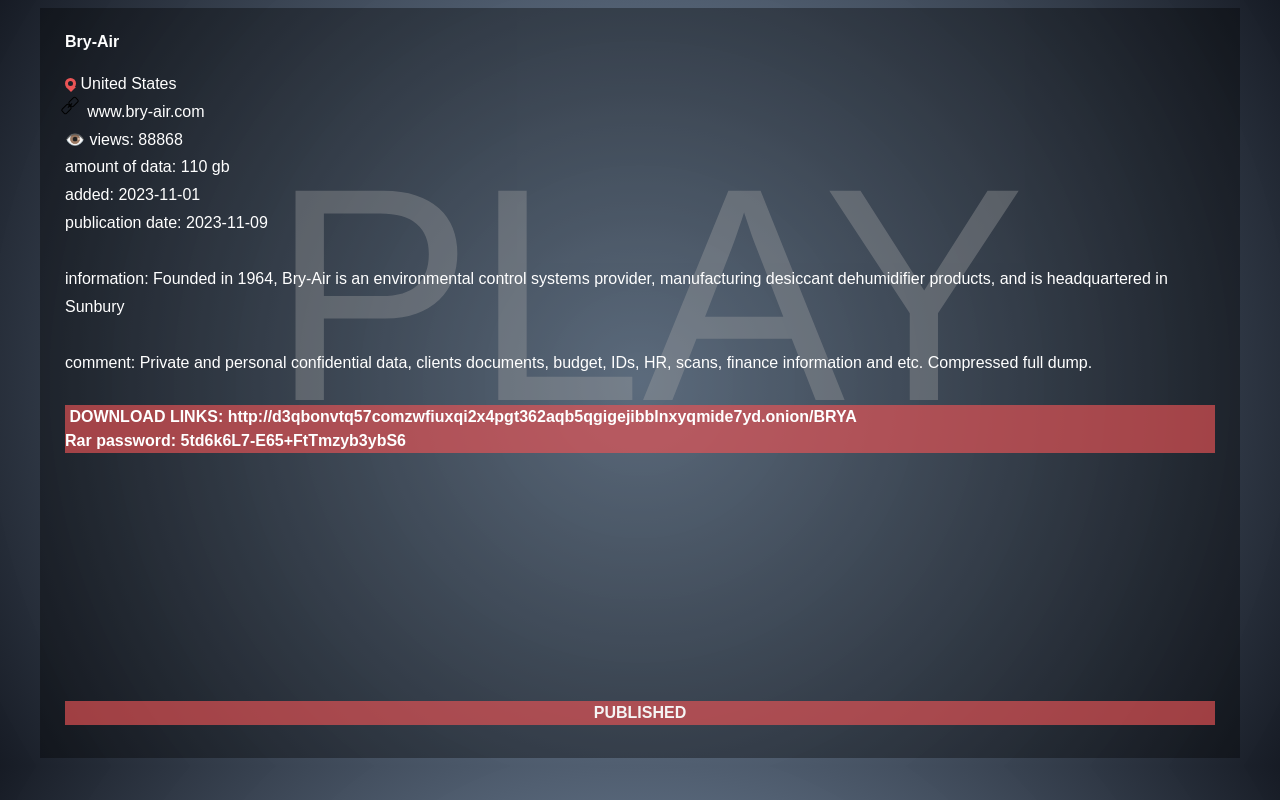 Bry-Air
United States
www.bry-air.com
views: 88868
amount of data: 110 gb
added: 2023-11-01
publication date: 2023-11-09
PLAY
information: Founded in 1964, Bry-Air is an environmental control systems provider, manufacturing desiccant dehumidifier products, and is headquartered in
Sunbury
comment: Private and personal confidential data, clients documents, budget, IDs, HR, scans, finance information and etc. Compressed full dump.
DOWNLOAD LINKS: http://d3qbonvtq57comzwfiuxqi2x4pgt362aqb5qgigejibblnxyqmide7yd.onion/BRYA
Rar password: 5td6k6L7-E65+FtTmzyb3ybS6
PUBLISHED